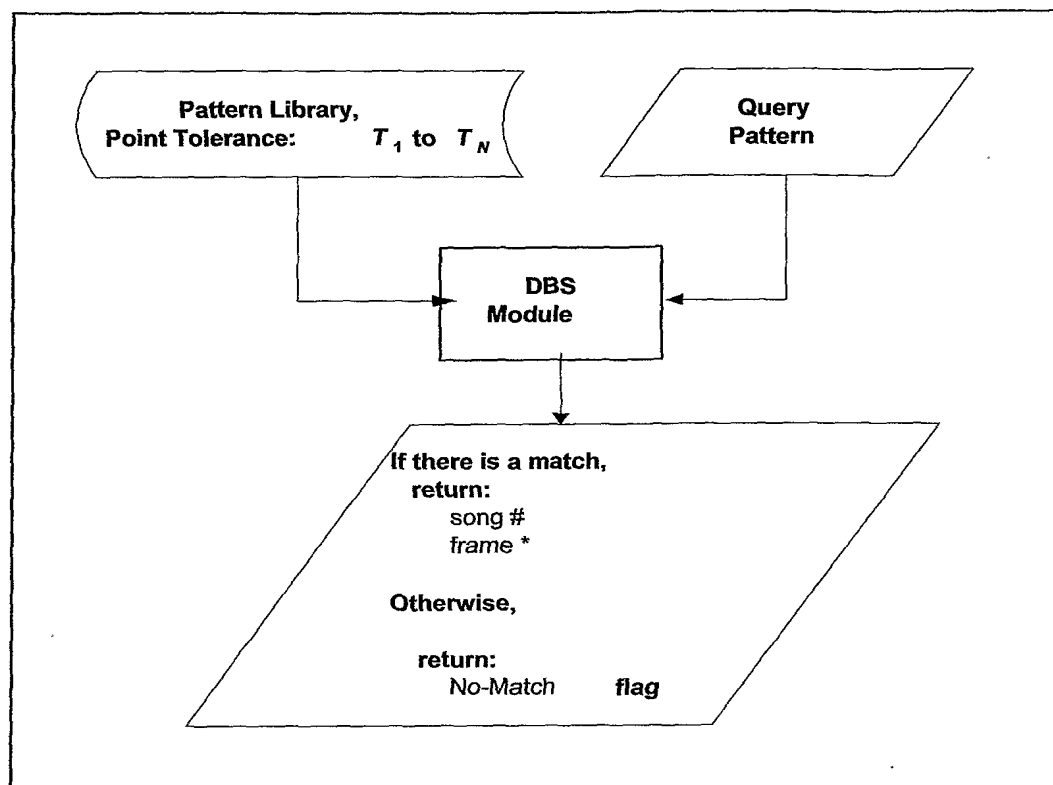 Pattern Library,
Point Tolerance: T1 to TN
Query
Pattern
DBS
Module
If there is a match,
return:
song #
frame *
Otherwise,
return:
No-Match flag